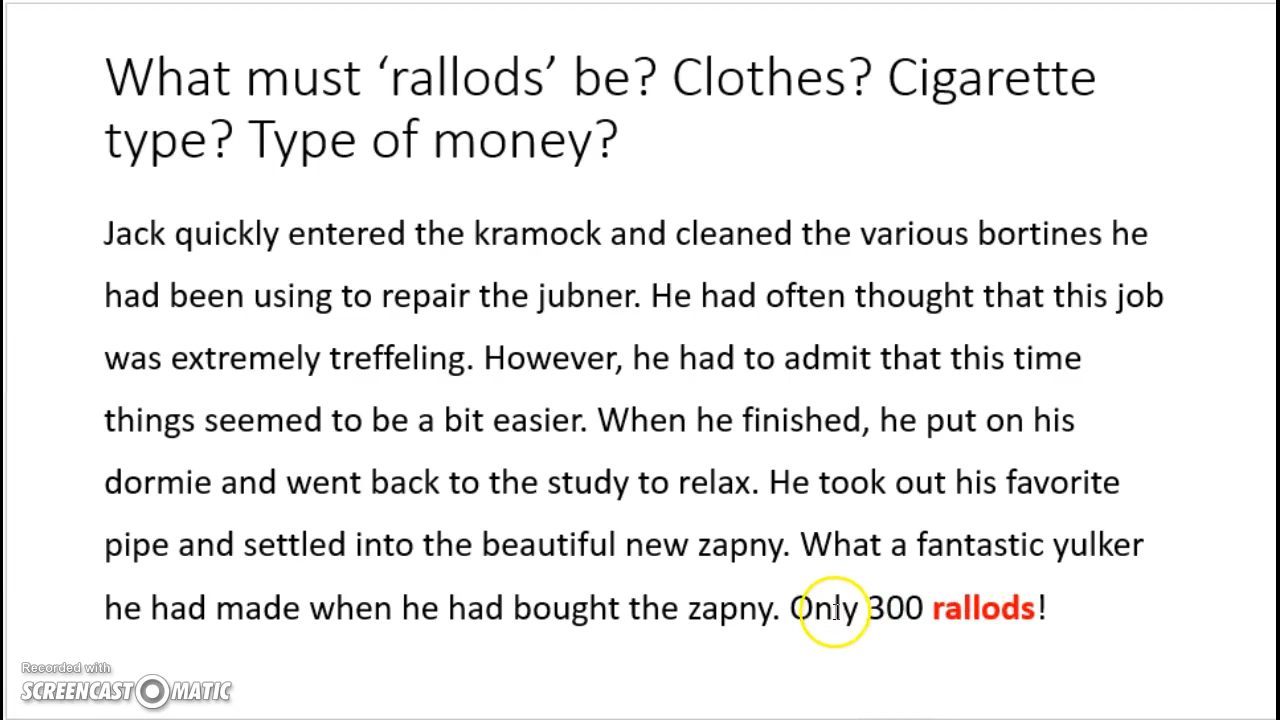 What must ‘rallods’ be? Clothes? Cigarette
type? Type of money?
Jack quickly entered the kramock and cleaned the various bortines he
had been using to repair the jubner. He had often thought that this job
was extremely treffeling. However, he had to admit that this time
things seemed to be a bit easier. When he finished, he put on his
dormie and went back to the study to relax. He took out his favorite
pipe and settled into the beautiful new zapny. What a fantastic yulker
he had made when he had bought the zapny. Only 300 rallods!
Recorded with
SCREENCAST O MATIC